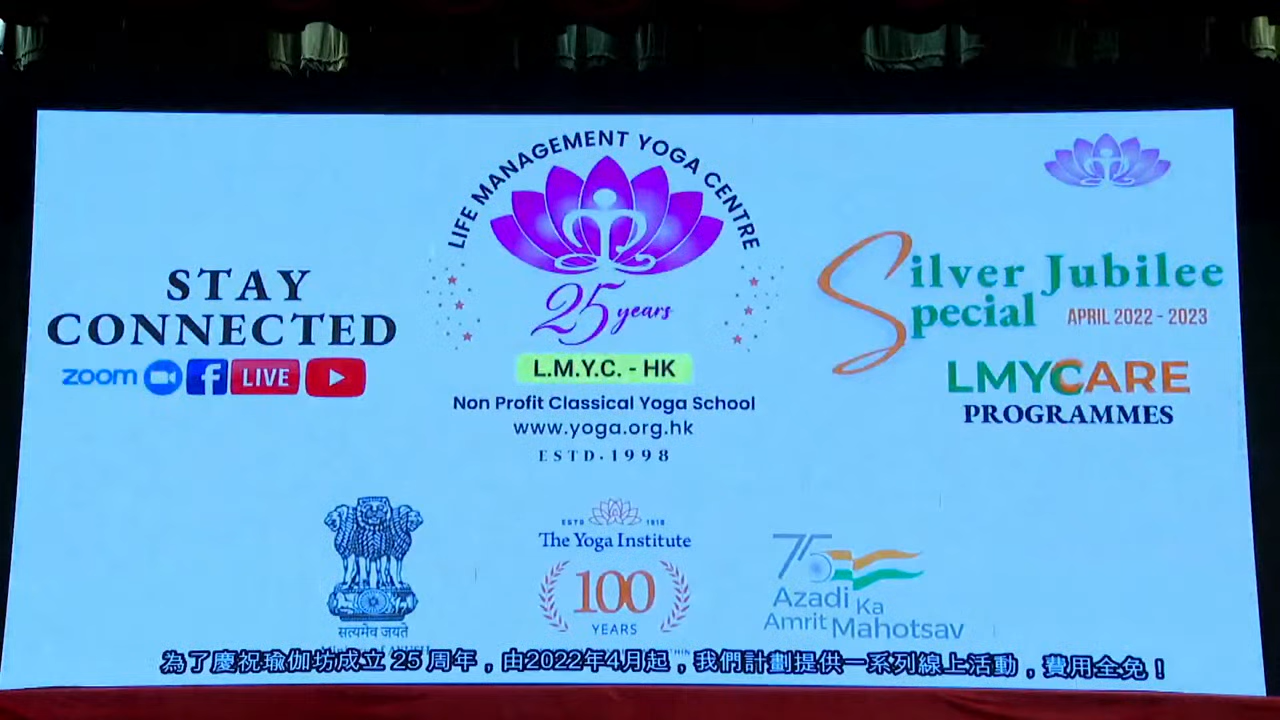 STAY
CONNECTED
zoom f LIVE
LIFE MANAGEMENT YOGA CENTRE
25 years
L.M.Y.C. - HK
Non Profit Classical Yoga School
www.yoga.org.hk
ESTD.1998
Silver Jubilee
Special APRIL 2022 - 2023
LMYCARE
PROGRAMMES
सत्यमेव जयते
ESTD 1918
The Yoga Institute
100
YEARS
75
Azadi Ka
Amrit Mahotsav
為了慶祝瑜伽坊成立 25 周年，由2022年4月起，我們計劃提供一系列線上活動，費用全免！